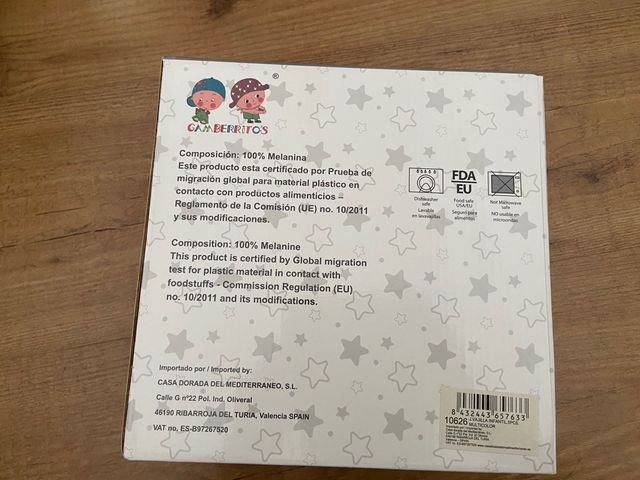 ®
GAMBERRITOS
Composición: 100% Melanina
Este producto esta certificado por Prueba de
migración global para material plástico en
contacto con productos alimenticios –
Reglamento de la Comisión (UE) no. 10/2011
y sus modificaciones.
Composition: 100% Melanine
This product is certified by Global migration
test for plastic material in contact with
foodstuffs - Commission Regulation (EU)
no. 10/2011 and its modifications.
Dishwasher
safe
Lavable
en lavavajillas
FDA
EU
Food safe
USA/EU
Seguro para
alimentos
Not Microwave
safe
NO usable en
microondas
Importado por / Imported by:
CASA DORADA DEL MEDITERRANEO, S.L.
Calle G nº22 Pol. Ind. Oliveral
46190 RIBARROJA DEL TURIA, Valencia SPAIN
VAT no. ES-B97267520
8 432443 657633
J.VAJILLA INFANTIL,5PCS
10626 MULTICOLOR